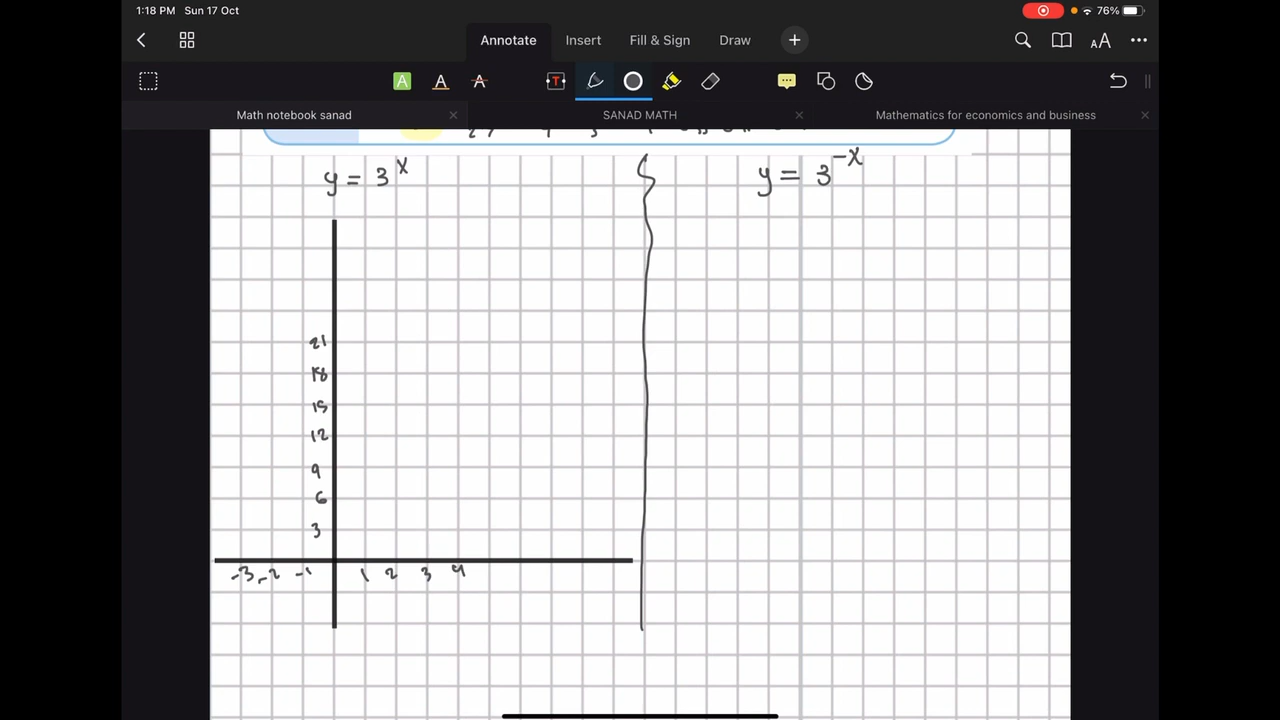 1:18 PM Sun 17 Oct
76%
Annotate Insert Fill & Sign Draw
Math notebook sanad
SANAD MATH
Mathematics for economics and business
y = 3^x
y = 3^-x
21
18
15
12
9
6
3
-3 -2 -1 1 2 3 4